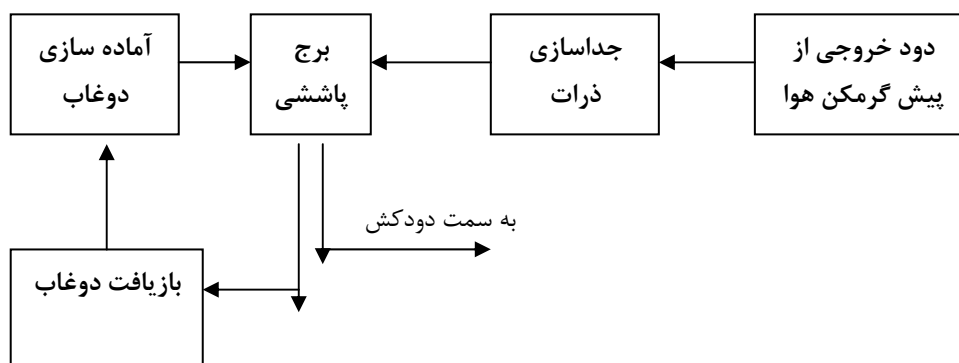 دود خروجی از
پیش گرمکن هوا
جداسازی
ذرات
برج
پاششی
آماده سازی
دوغاب
به سمت دودکش
بازیافت دوغاب